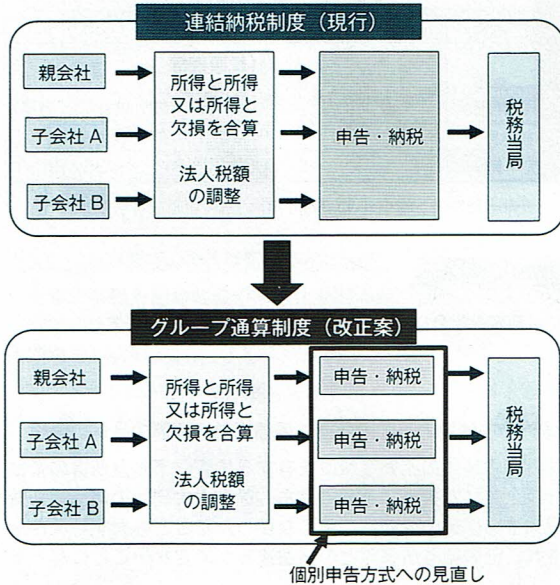 連結納税制度（現行）
親会社
子会社 A
子会社 B
所得と所得
又は所得と
欠損を合算
法人税額
の調整
申告・納税
税務当局
グループ通算制度（改正案）
親会社
子会社 A
子会社 B
所得と所得
又は所得と
欠損を合算
法人税額
の調整
申告・納税
申告・納税
申告・納税
税務当局
個別申告方式への見直し